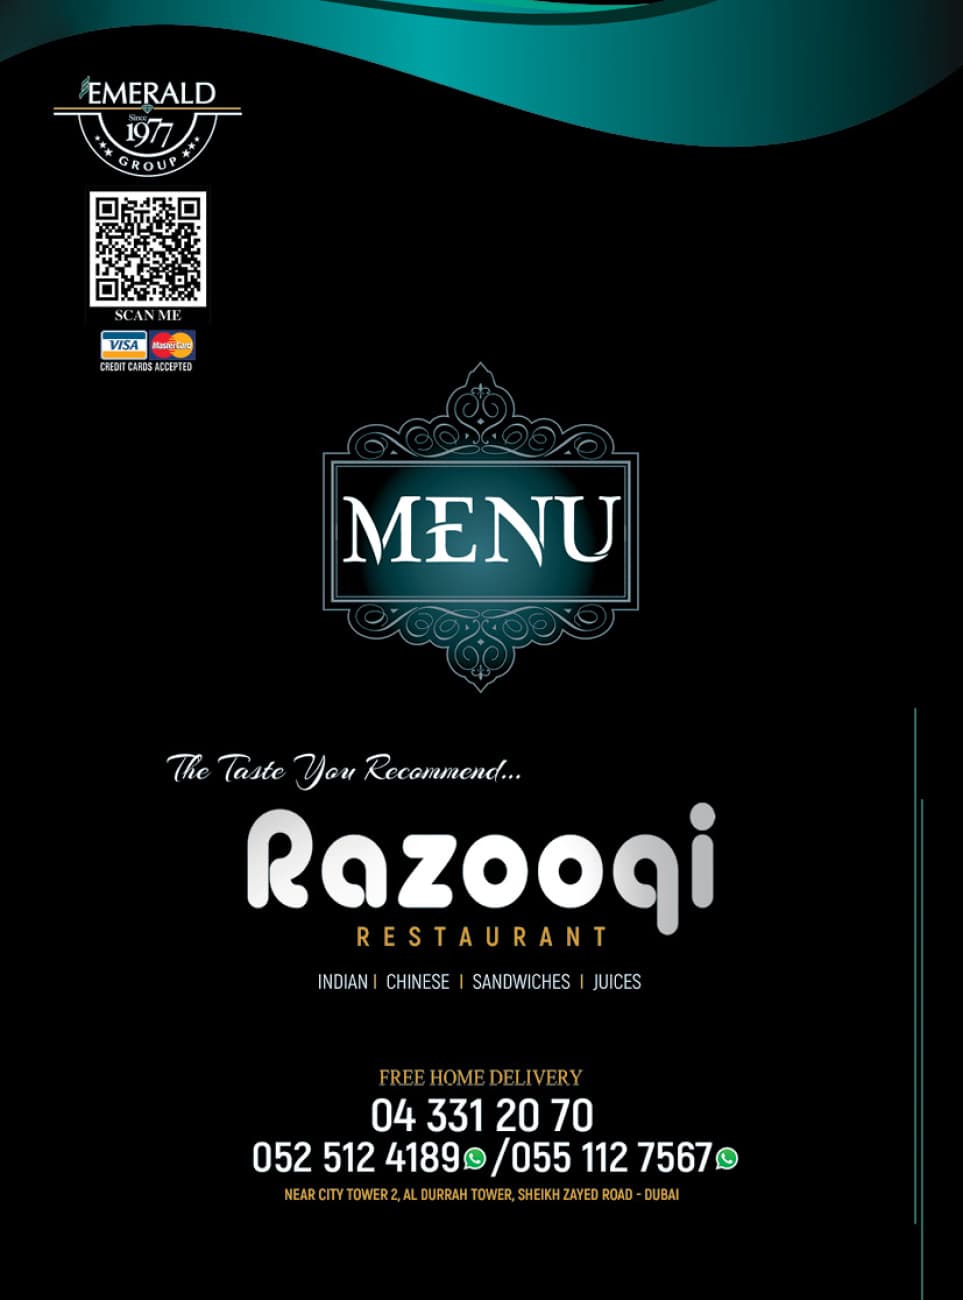 EMERALD
Since
1977
GROUP
SCAN ME
VISA MasterCard
CREDIT CARDS ACCEPTED
MENU
The Taste You Recommend...
Razooqi
RESTAURANT
INDIAN | CHINESE | SANDWICHES | JUICES
FREE HOME DELIVERY
04 331 20 70
052 512 4189 / 055 112 7567
NEAR CITY TOWER 2, AL DURRAH TOWER, SHEIKH ZAYED ROAD - DUBAI